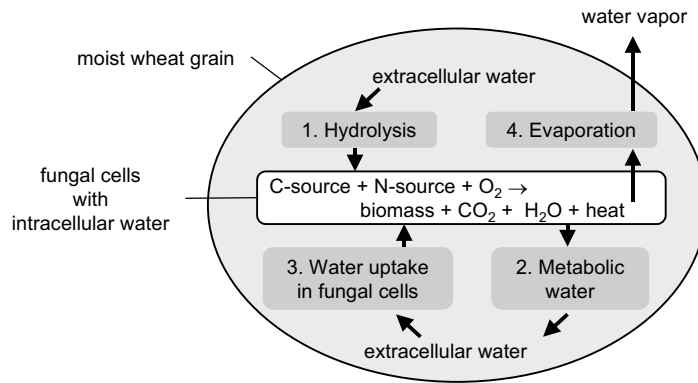 water vapor
moist wheat grain
extracellular water
1. Hydrolysis
4. Evaporation
fungal cells
with
intracellular water
C-source + N-source + O₂ →
biomass + CO₂ + H₂O + heat
3. Water uptake
in fungal cells
2. Metabolic
water
extracellular water